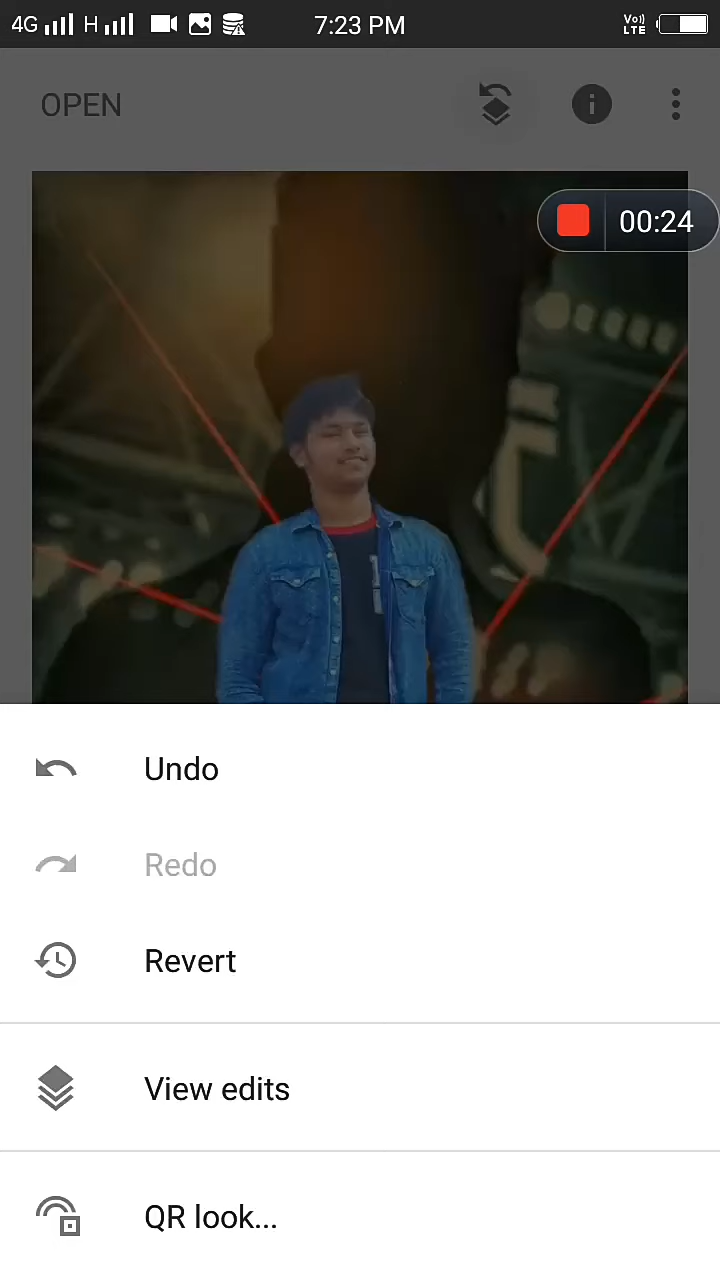 4G H 7:23 PM Vo)) LTE
OPEN
00:24
Undo
Redo
Revert
View edits
QR look...